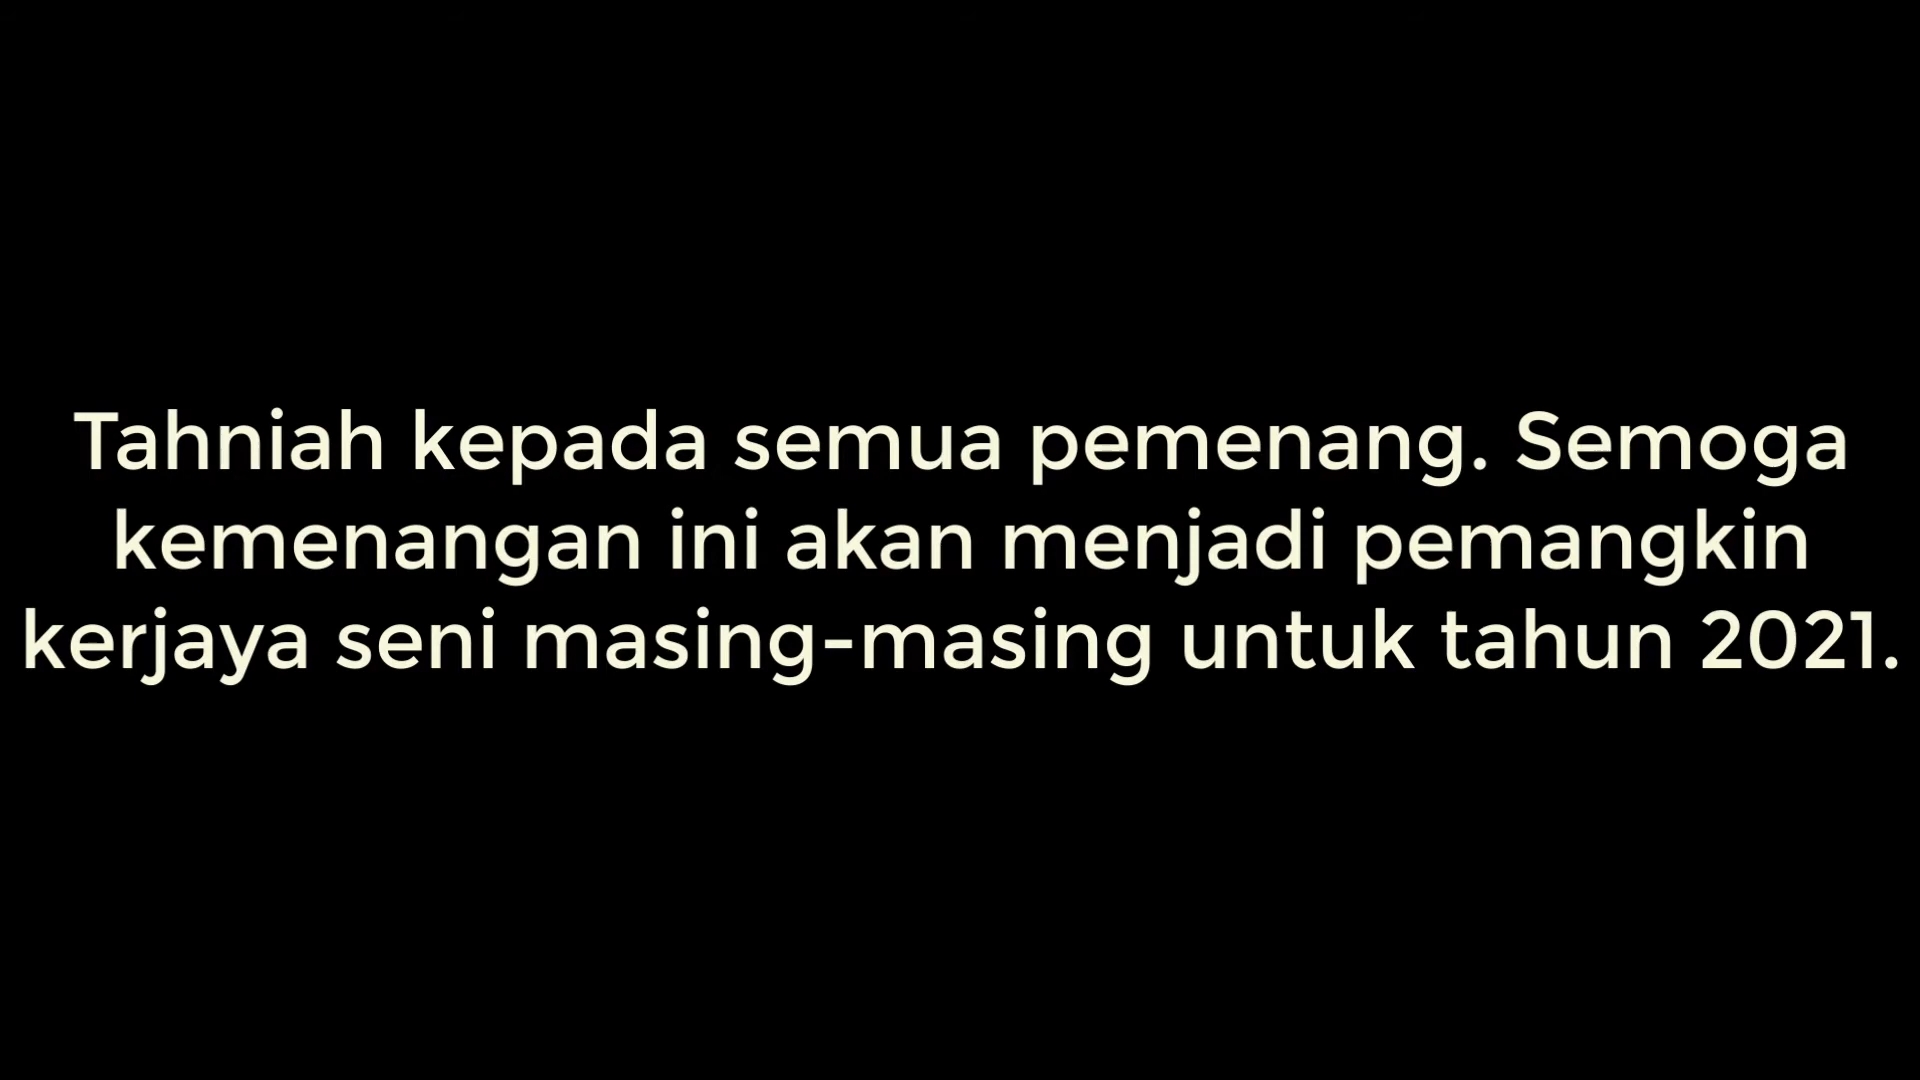 Tahniah kepada semua pemenang. Semoga
kemenangan ini akan menjadi pemangkin
kerjaya seni masing-masing untuk tahun 2021.